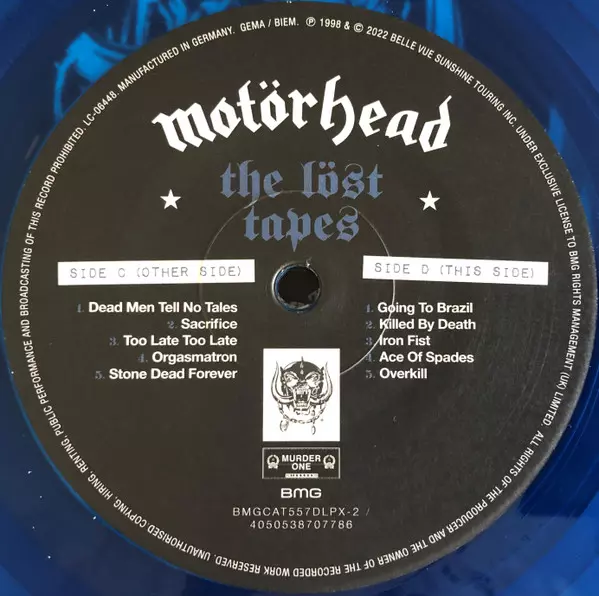 UNAUTHORISED COPYING, HIRING, RENTING, PUBLIC PERFORMANCE AND BROADCASTING OF THIS RECORD PROHIBITED. LC-06448. MANUFACTURED IN GERMANY. GEMA / BIEM. ℗ 1998 & © 2022 BELLE VUE SUNSHINE TOURING INC. UNDER EXCLUSIVE LICENSE TO BMG RIGHTS MANAGEMENT (UK) LIMITED. ALL RIGHTS OF THE PRODUCER AND THE OWNER OF THE RECORDED WORK RESERVED.
motörhead
the löst
tapes
SIDE C (OTHER SIDE)
1. Dead Men Tell No Tales
2. Sacrifice
3. Too Late Too Late
4. Orgasmatron
5. Stone Dead Forever
SIDE D (THIS SIDE)
1. Going To Brazil
2. Killed By Death
3. Iron Fist
4. Ace Of Spades
5. Overkill
MURDER
ONE
BMG
BMGCAT557DLPX-2 /
4050538707786